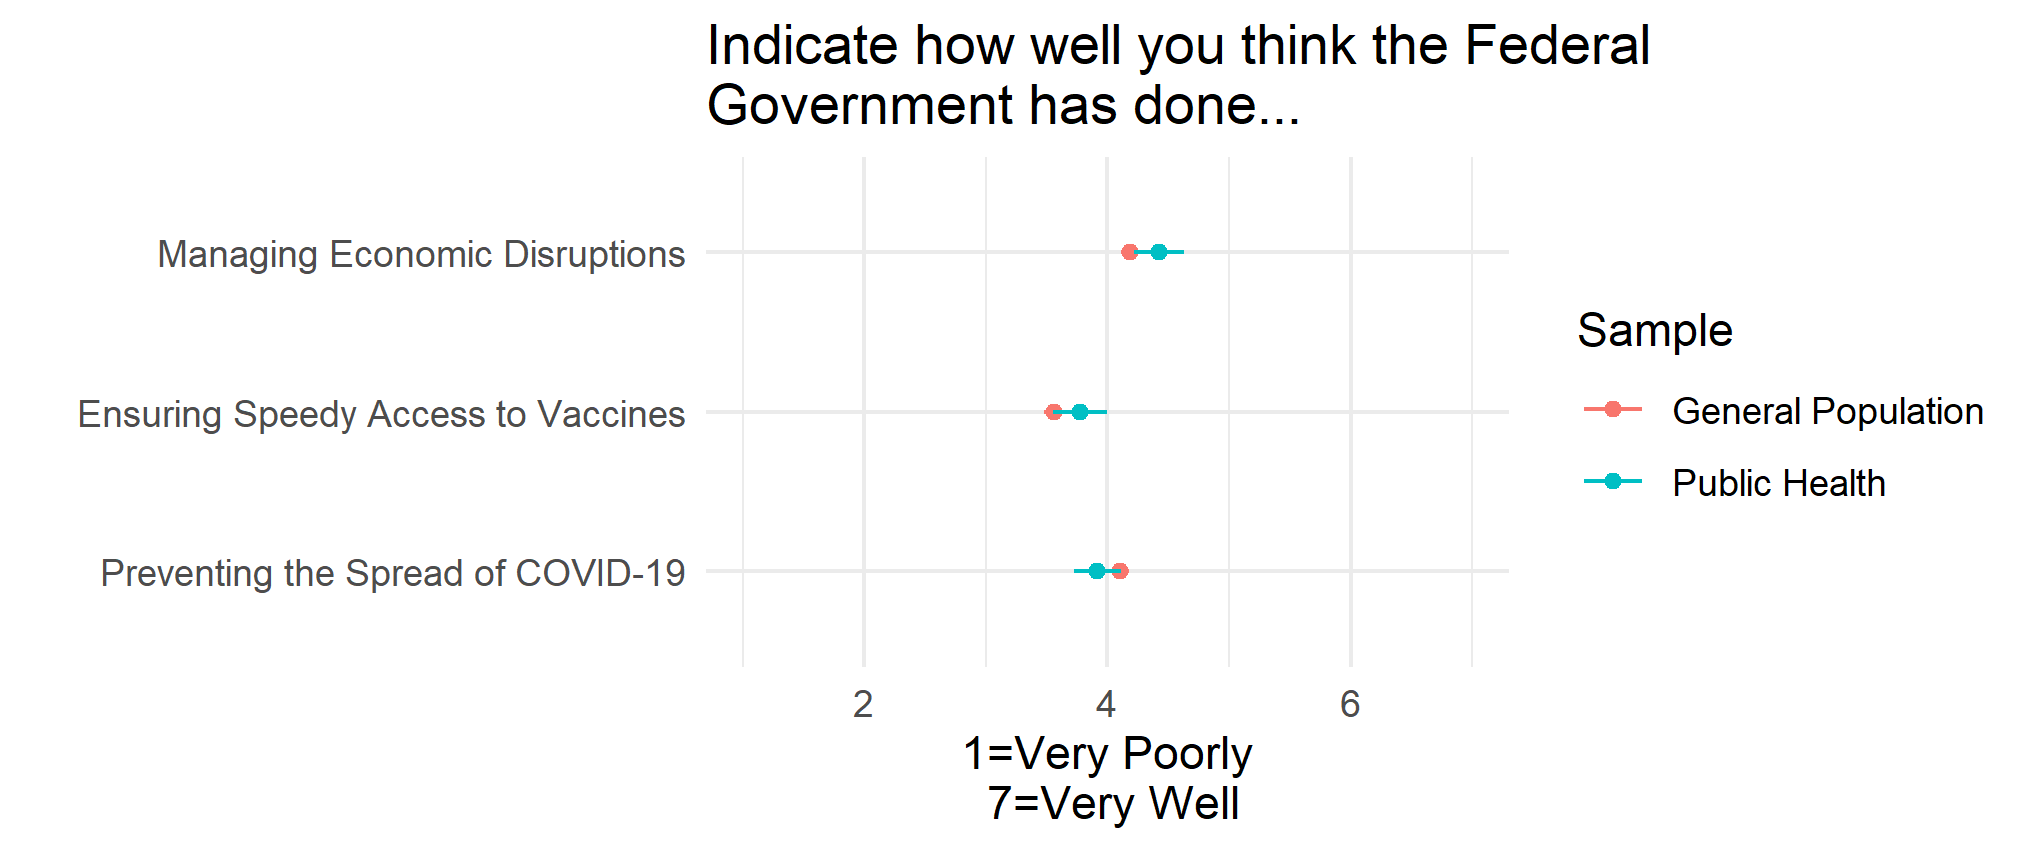 Indicate how well you think the Federal
Government has done...
Managing Economic Disruptions
Ensuring Speedy Access to Vaccines
Preventing the Spread of COVID-19
2 4 6
1=Very Poorly
7=Very Well
Sample
General Population
Public Health